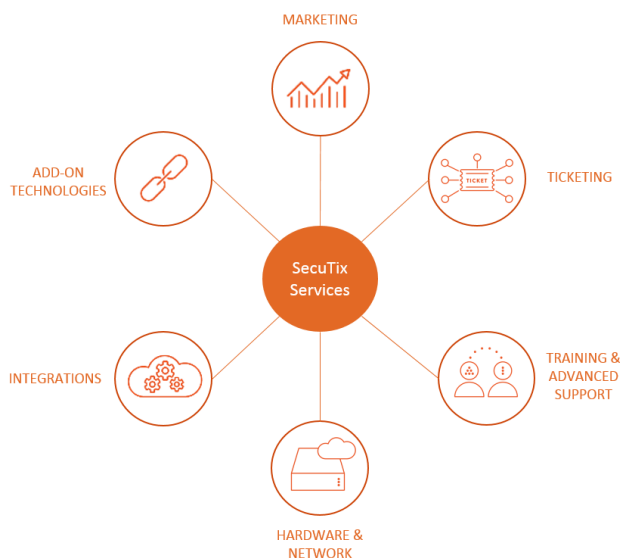 MARKETING
ADD-ON
TECHNOLOGIES
TICKET
TICKETING
SecuTix
Services
INTEGRATIONS
TRAINING &
ADVANCED
SUPPORT
HARDWARE &
NETWORK